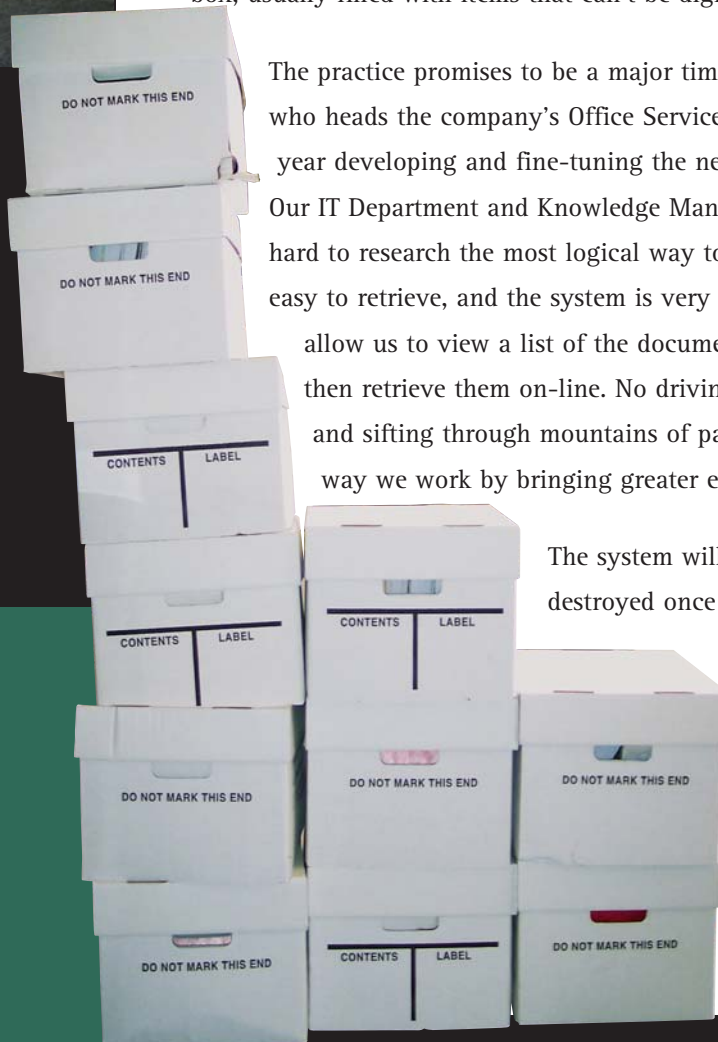 box, usually filled with items that can't be dig
The practice promises to be a major tim
who heads the company's Office Service
year developing and fine-tuning the ne
Our IT Department and Knowledge Man
hard to research the most logical way to
easy to retrieve, and the system is very
allow us to view a list of the docume
then retrieve them on-line. No drivin
and sifting through mountains of pa
way we work by bringing greater e
The system will
destroyed once
DO NOT MARK THIS END
DO NOT MARK THIS END
CONTENTS LABEL
CONTENTS LABEL
CONTENTS LABEL
DO NOT MARK THIS END
DO NOT MARK THIS END
DO NOT MARK THIS END
DO NOT MARK THIS END
CONTENTS LABEL
DO NOT MARK THIS END